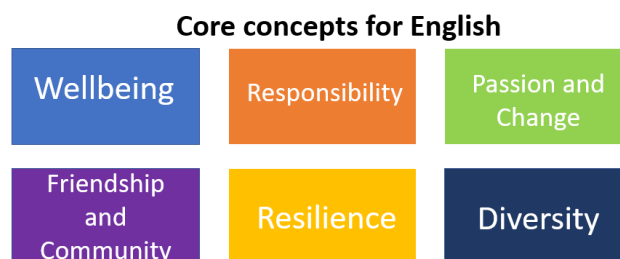 Core concepts for English
Wellbeing
Responsibility
Passion and
Change
Friendship
and
Community
Resilience
Diversity